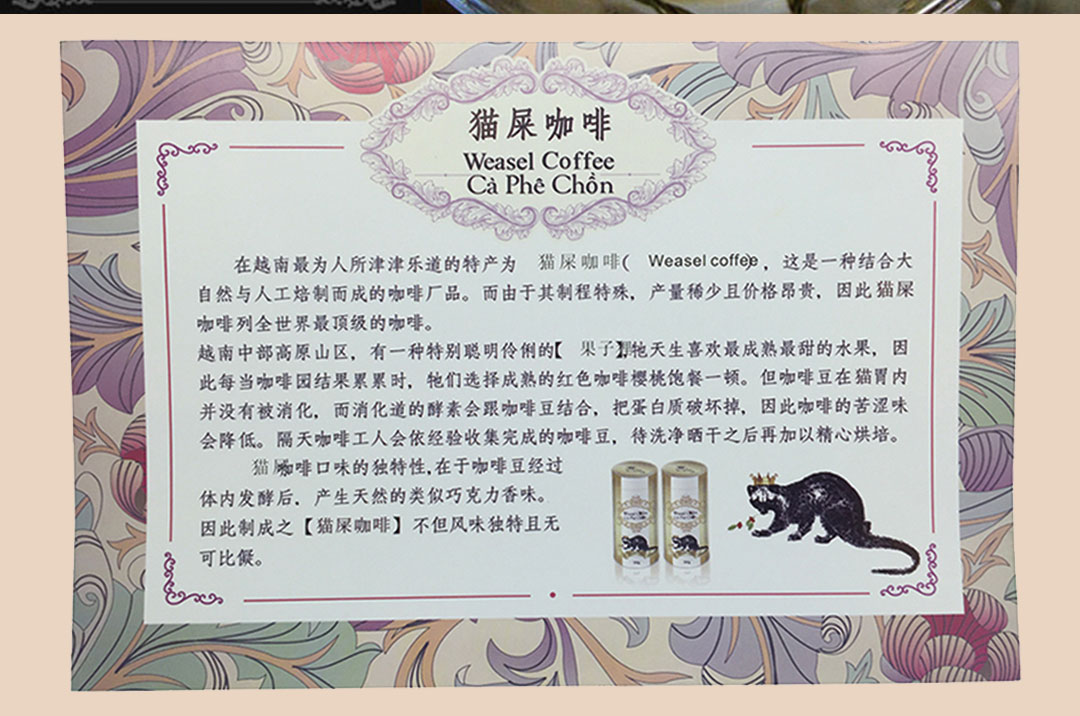 猫屎咖啡
Weasel Coffee
Cà Phê Chồn
在越南最为人所津津乐道的特产为 猫屎咖啡( Weasel coffee)，这是一种结合大
自然与人工焙制而成的咖啡厂品。而由于其制程特殊，产量稀少且价格昂贵，因此猫屎
咖啡列全世界最顶级的咖啡。
越南中部高原山区，有一种特别聪明伶俐的【 果子】，牠天生喜欢最成熟最甜的水果，因
此每当咖啡园结果累累时，牠们选择成熟的红色咖啡樱桃饱餐一顿。但咖啡豆在猫胃内
并没有被消化，而消化道的酵素会跟咖啡豆结合，把蛋白质破坏掉，因此咖啡的苦涩味
会降低。隔天咖啡工人会依经验收集完成的咖啡豆，待洗净晒干之后再加以精心烘培。
猫屎咖啡口味的独特性,在于咖啡豆经过
体内发酵后，产生天然的类似巧克力香味。
因此制成之【猫屎咖啡】不但风味独特且无
可比儗。